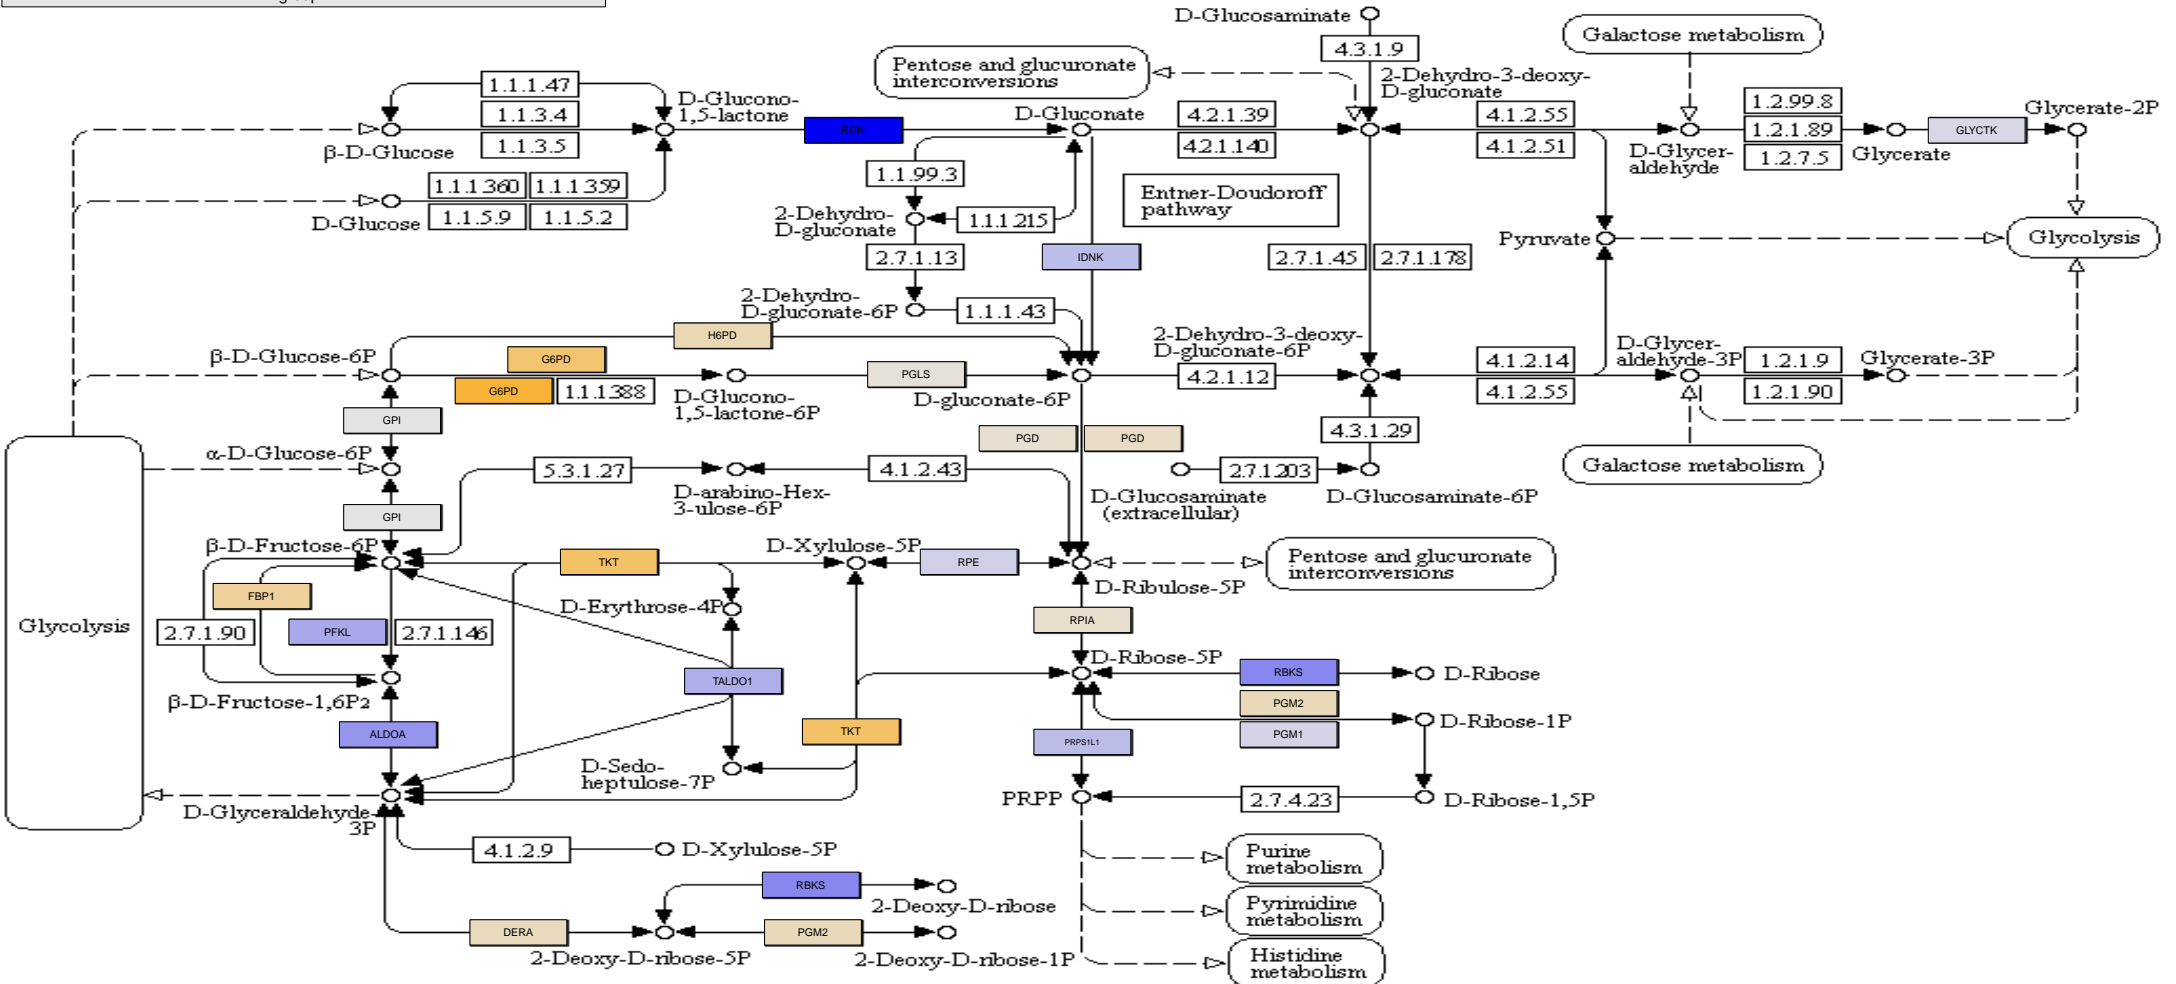 D-Glucosaminate
4.3.1.9
Galactose metabolism
Pentose and glucuronate
interconversions
2-Dehydro-3-deoxy-
D-gluconate
1.1.1.47
1.1.3.4
1.1.3.5
D-Glucono-
1,5-lactone
RGN
D-Gluconate
4.2.1.39
4.2.1.140
4.1.2.55
4.1.2.51
1.2.99.8
1.2.1.89
1.2.7.5
Glycerate-2P
GLYCTK
β-D-Glucose
D-Glycer-
aldehyde
Glycerate
1.1.1.360
1.1.1.359
1.1.5.9
1.1.5.2
D-Glucose
1.1.99.3
Entner-Doudoroff
pathway
2-Dehydro-
D-gluconate
1.1.1.215
Pyruvate
Glycolysis
2.7.1.13
IDNK
2.7.1.45
2.7.1.178
2-Dehydro-
D-gluconate-6P
1.1.1.43
H6PD
2-Dehydro-3-deoxy-
D-gluconate-6P
β-D-Glucose-6P
G6PD
G6PD
1.1.1.388
D-Glucono-
1,5-lactone-6P
PGLS
D-gluconate-6P
4.2.1.12
4.1.2.14
4.1.2.55
D-Glycer-
aldehyde-3P
1.2.1.9
1.2.1.90
Glycerate-3P
GPI
PGD
PGD
4.3.1.29
Galactose metabolism
α-D-Glucose-6P
5.3.1.27
4.1.2.43
2.7.1.203
D-arabino-Hex-
3-ulose-6P
D-Glucosaminate
(extracellular)
D-Glucosaminate-6P
GPI
β-D-Fructose-6P
TKT
D-Xylulose-5P
RPE
Pentose and glucuronate
interconversions
D-Ribulose-5P
FBP1
D-Erythrose-4P
Glycolysis
2.7.1.90
PFKL
2.7.1.146
RPIA
D-Ribose-5P
RBKS
D-Ribose
TALDO1
β-D-Fructose-1,6P2
PGM2
D-Ribose-1P
PGM1
ALDOA
TKT
PRPS1L1
D-Sedo-
heptulose-7P
PRPP
2.7.4.23
D-Ribose-1,5P
D-Glyceraldehyde-
3P
4.1.2.9
D-Xylulose-5P
Purine
metabolism
RBKS
2-Deoxy-D-ribose
Pyrimidine
metabolism
DERA
PGM2
2-Deoxy-D-ribose-5P
2-Deoxy-D-ribose-1P
Histidine
metabolism